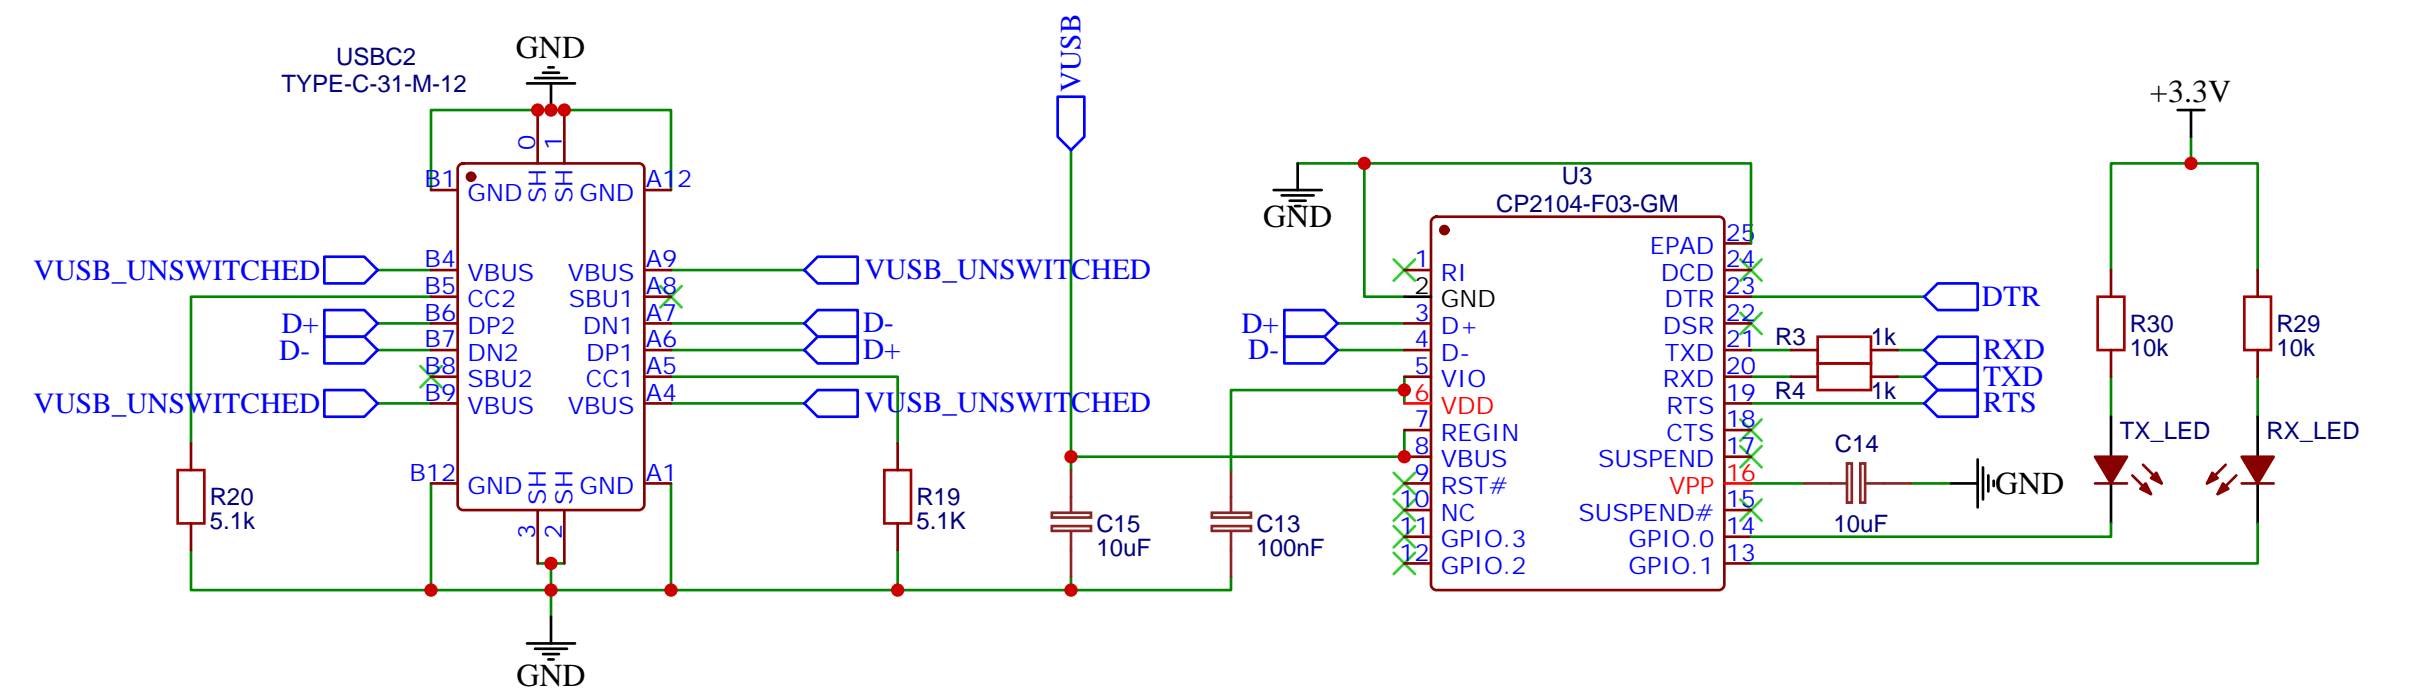 USBC2
TYPE-C-31-M-12
GND
0
1
B1
A12
GND
SH
SH
GND
VUSB_UNSWITCHED
B4
VBUS
VBUS
A9
VUSB_UNSWITCHED
B5
CC2
SBU1
A8
D+
B6
DP2
DN1
A7
D-
D-
B7
DN2
DP1
A6
D+
B8
SBU2
CC1
A5
VUSB_UNSWITCHED
B9
VBUS
VBUS
A4
VUSB_UNSWITCHED
B12
GND
SH
SH
GND
A1
3
2
R20
5.1k
R19
5.1K
GND
VUSB
C15
10uF
C13
100nF
GND
U3
CP2104-F03-GM
1
RI
2
GND
D+
3
D+
D-
4
D-
5
VIO
6
VDD
7
REGIN
8
VBUS
9
RST#
10
NC
11
GPIO.3
12
GPIO.2
EPAD
25
DCD
24
DTR
23
DTR
DSR
22
TXD
21
R3
1k
RXD
RXD
20
R4
1k
TXD
RTS
19
RTS
CTS
18
SUSPEND
17
VPP
16
C14
10uF
GND
SUSPEND#
15
GPIO.0
14
GPIO.1
13
+3.3V
R30
10k
R29
10k
TX_LED
RX_LED